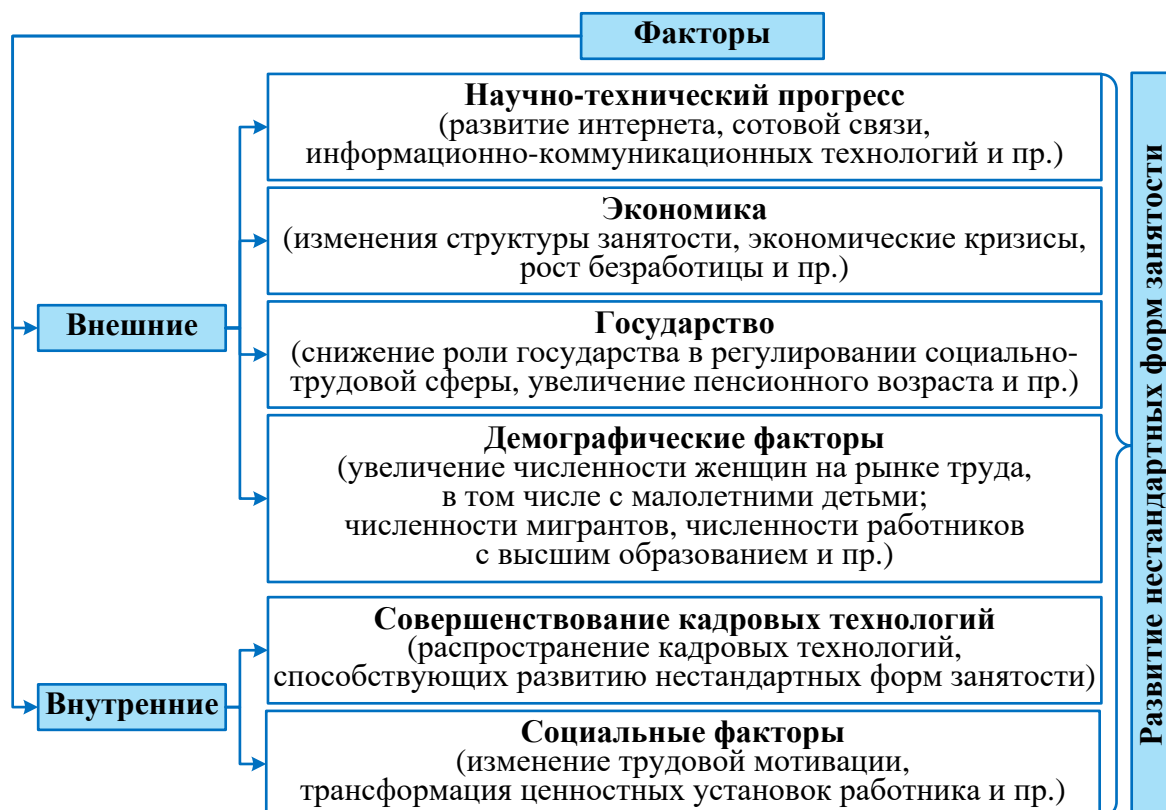 Факторы
Научно-технический прогресс
(развитие интернета, сотовой связи,
информационно-коммуникационных технологий и пр.)
Экономика
(изменения структуры занятости, экономические кризисы,
рост безработицы и пр.)
Внешние
Государство
(снижение роли государства в регулировании социально-
трудовой сферы, увеличение пенсионного возраста и пр.)
Демографические факторы
(увеличение численности женщин на рынке труда,
в том числе с малолетними детьми;
численности мигрантов, численности работников
с высшим образованием и пр.)
Совершенствование кадровых технологий
(распространение кадровых технологий,
способствующих развитию нестандартных форм занятости)
Внутренние
Социальные факторы
(изменение трудовой мотивации,
трансформация ценностных установок работника и пр.)
Развитие нестандартных форм занятости